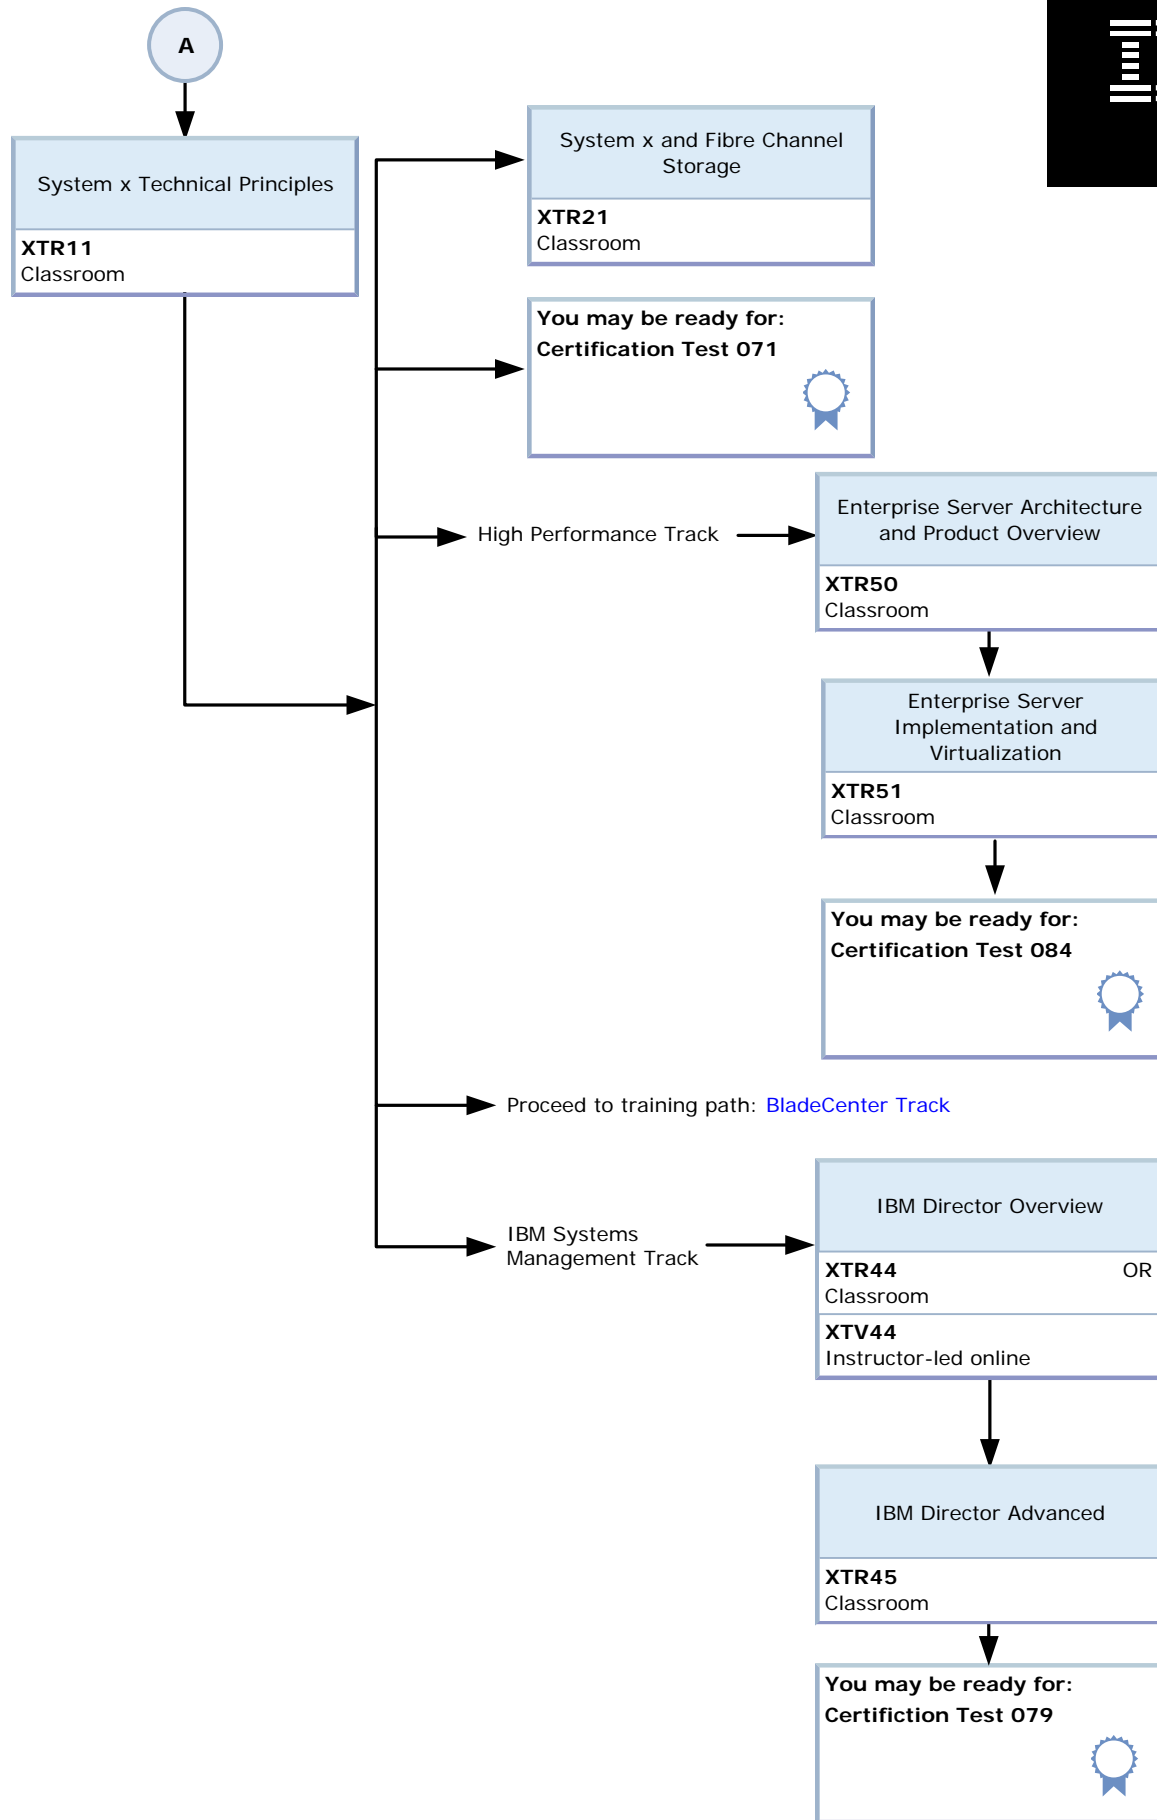 A
System x Technical Principles
XTR11
Classroom
System x and Fibre Channel
Storage
XTR21
Classroom
You may be ready for:
Certification Test 071
High Performance Track
Enterprise Server Architecture
and Product Overview
XTR50
Classroom
Enterprise Server
Implementation and
Virtualization
XTR51
Classroom
You may be ready for:
Certification Test 084
Proceed to training path: BladeCenter Track
IBM Systems
Management Track
IBM Director Overview
XTR44 OR
Classroom
XTV44
Instructor-led online
IBM Director Advanced
XTR45
Classroom
You may be ready for:
Certifiction Test 079